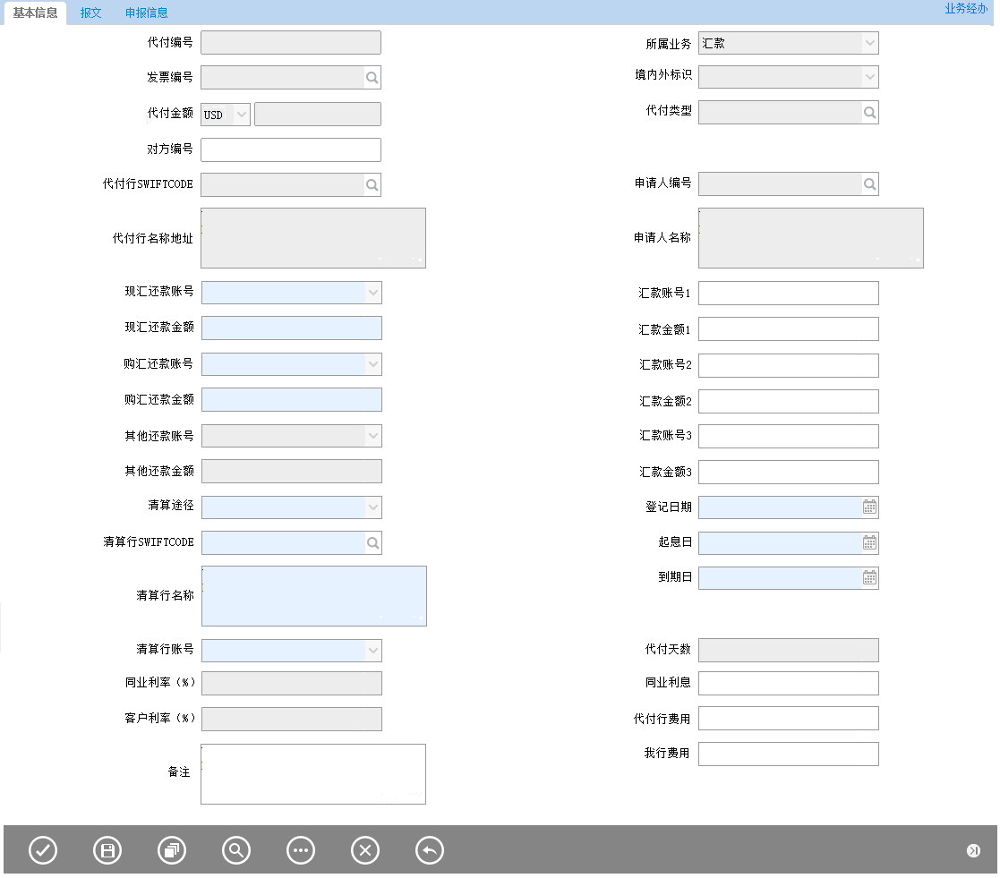 基本信息 报文 申报信息 业务经办
代付编号 所属业务 汇款
发票编号 境内外标识
代付金额 USD 代付类型
对方编号
代付行SWIFTCODE 申请人编号
代付行名称地址 申请人名称
现汇还款账号 汇款账号1
现汇还款金额 汇款金额1
购汇还款账号 汇款账号2
购汇还款金额 汇款金额2
其他还款账号 汇款账号3
其他还款金额 汇款金额3
清算途径 登记日期
清算行SWIFTCODE 起息日
清算行名称 到期日
清算行账号 代付天数
同业利率（%） 同业利息
客户利率（%） 代付行费用
备注 我行费用